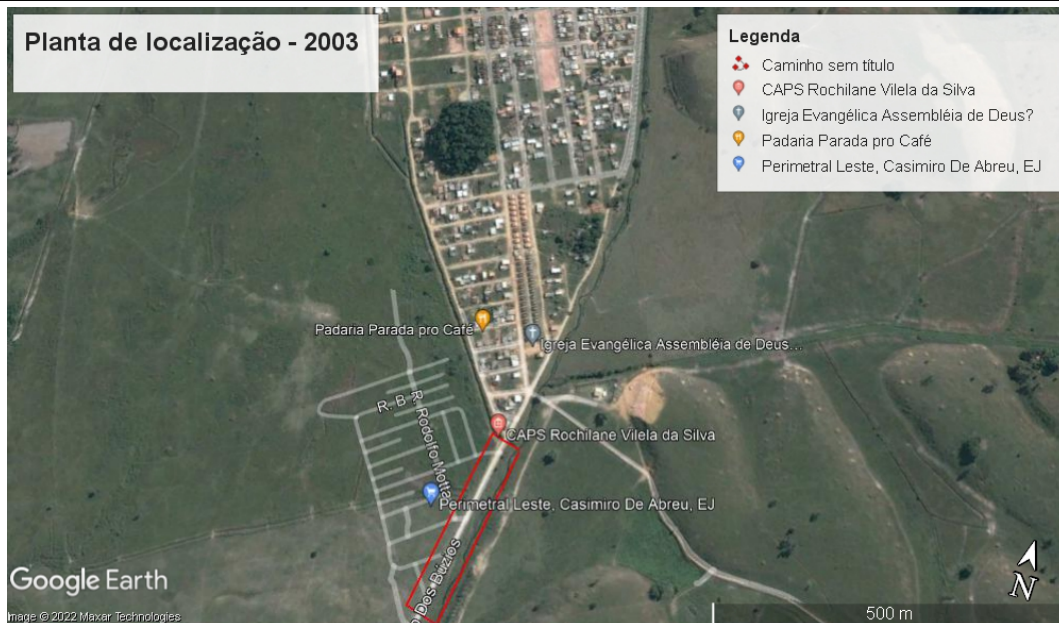 Planta de localização - 2003
Legenda
Caminho sem título
CAPS Rochilane Vilela da Silva
Igreja Evangélica Assembléia de Deus?
Padaria Parada pro Café
Perimetral Leste, Casimiro De Abreu, EJ
Padaria Parada pro Café
Igreja Evangélica Assembléia de Deus...
R. B
R. Rodolfo Motta
CAPS Rochilane Vilela da Silva
Perimetral Leste, Casimiro De Abreu, EJ
o Dos Búzios
Google Earth
Image © 2022 Maxar Technologies
500 m
N